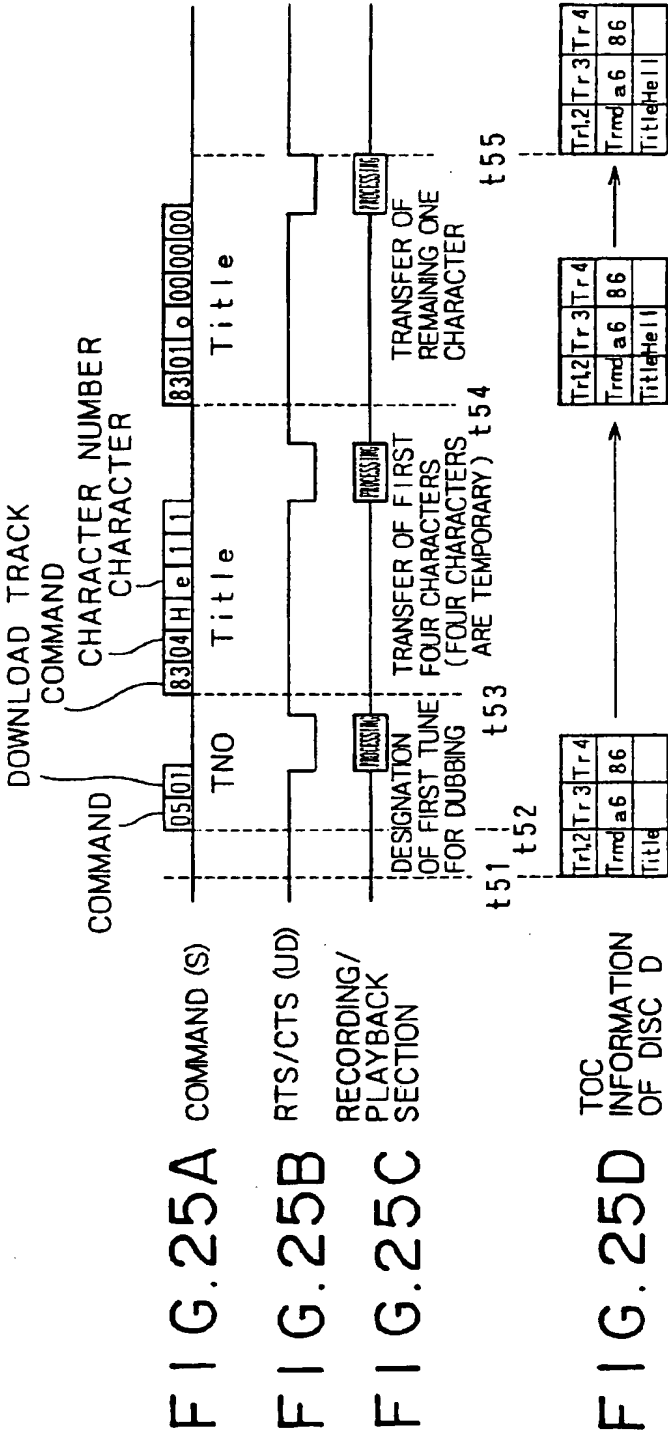 DOWNLOAD TRACK
COMMAND
COMMAND
CHARACTER NUMBER
CHARACTER
FIG. 25A COMMAND (S)
05 01
83 04 H e l l
83 01 o 00 00 00
TNO
Title
Title
FIG. 25B RTS/CTS (UD)
FIG. 25C RECORDING/
PLAYBACK
SECTION
PROCESSING
PROCESSING
PROCESSING
DESIGNATION
OF FIRST TUNE
FOR DUBBING
TRANSFER OF FIRST
FOUR CHARACTERS
(FOUR CHARACTERS
ARE TEMPORARY)
TRANSFER OF
REMAINING ONE
CHARACTER
t51
t52
t53
t54
t55
FIG. 25D TOC
INFORMATION
OF DISC D
Tr1,2 Tr3 Tr4
Trmd a6 86
Title
Tr1,2 Tr3 Tr4
Trmd a6 86
Title Hell
Tr1,2 Tr3 Tr4
Trmd a6 86
Title Hell